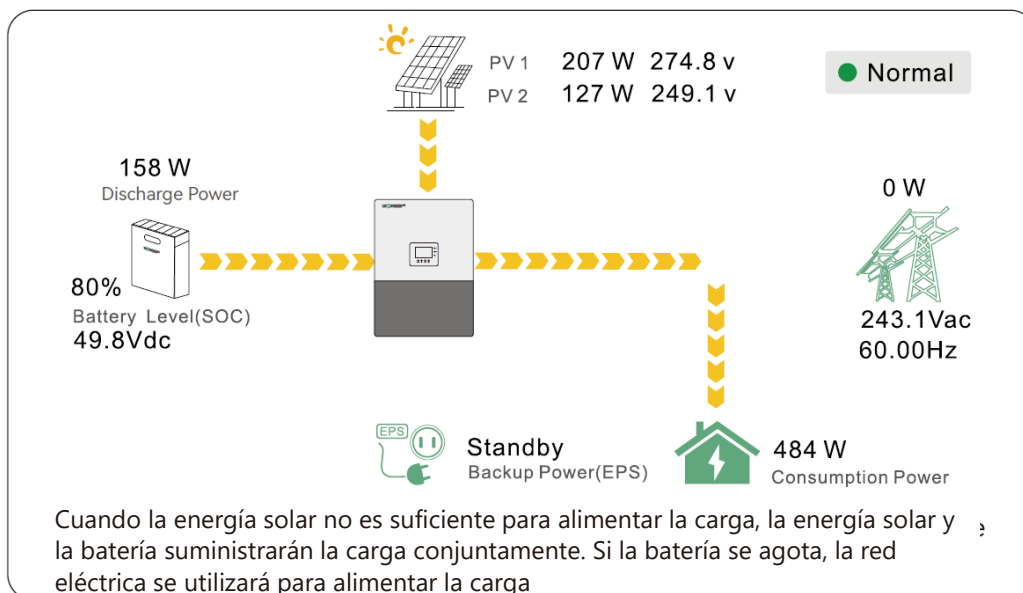 PV 1 207 W 274.8 v
PV 2 127 W 249.1 v
Normal
158 W
Discharge Power
0 W
80%
Battery Level(SOC)
49.8Vdc
243.1Vac
60.00Hz
EPS
Standby
Backup Power(EPS)
484 W
Consumption Power
Cuando la energía solar no es suficiente para alimentar la carga, la energía solar y
la batería suministrarán la carga conjuntamente. Si la batería se agota, la red
eléctrica se utilizará para alimentar la carga